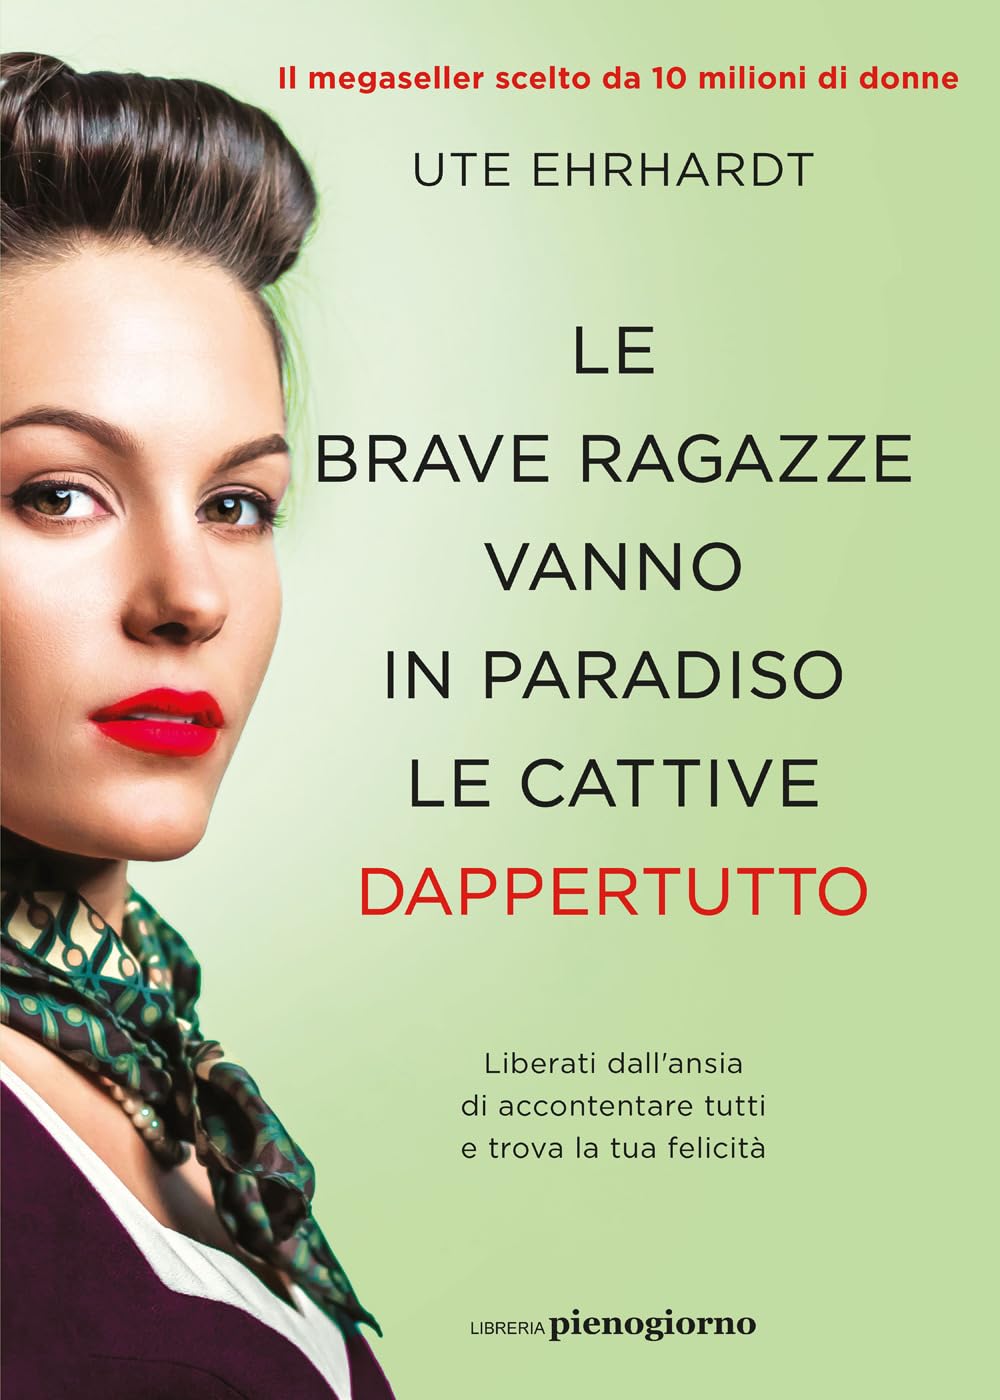 Il megaseller scelto da 10 milioni di donne
UTE EHRHARDT
LE
BRAVE RAGAZZE
VANNO
IN PARADISO
LE CATTIVE
DAPPERTUTTO
Liberati dall'ansia
di accontentare tutti
e trova la tua felicità
LIBRERIA pienogiorno